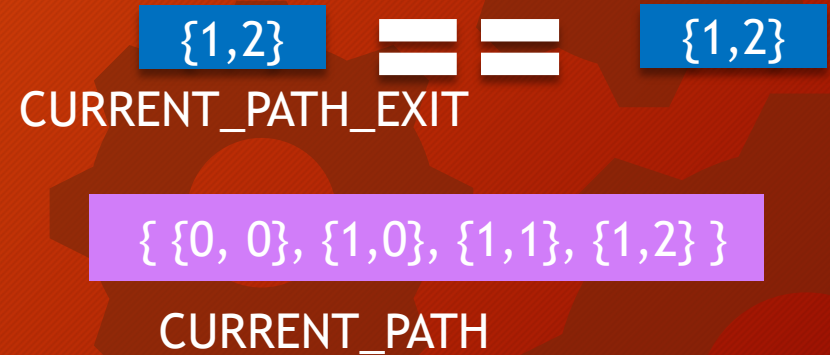 {1,2} == {1,2}
CURRENT_PATH_EXIT
{ {0, 0}, {1,0}, {1,1}, {1,2} }
CURRENT_PATH